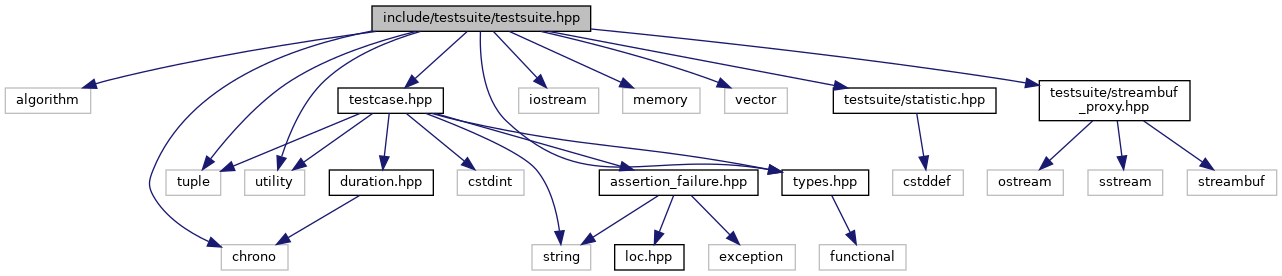 include/testsuite/testsuite.hpp
algorithm
testcase.hpp
iostream
memory
vector
testsuite/statistic.hpp
testsuite/streambuf
_proxy.hpp
tuple
utility
duration.hpp
cstdint
assertion_failure.hpp
types.hpp
cstddef
ostream
sstream
streambuf
chrono
string
loc.hpp
exception
functional